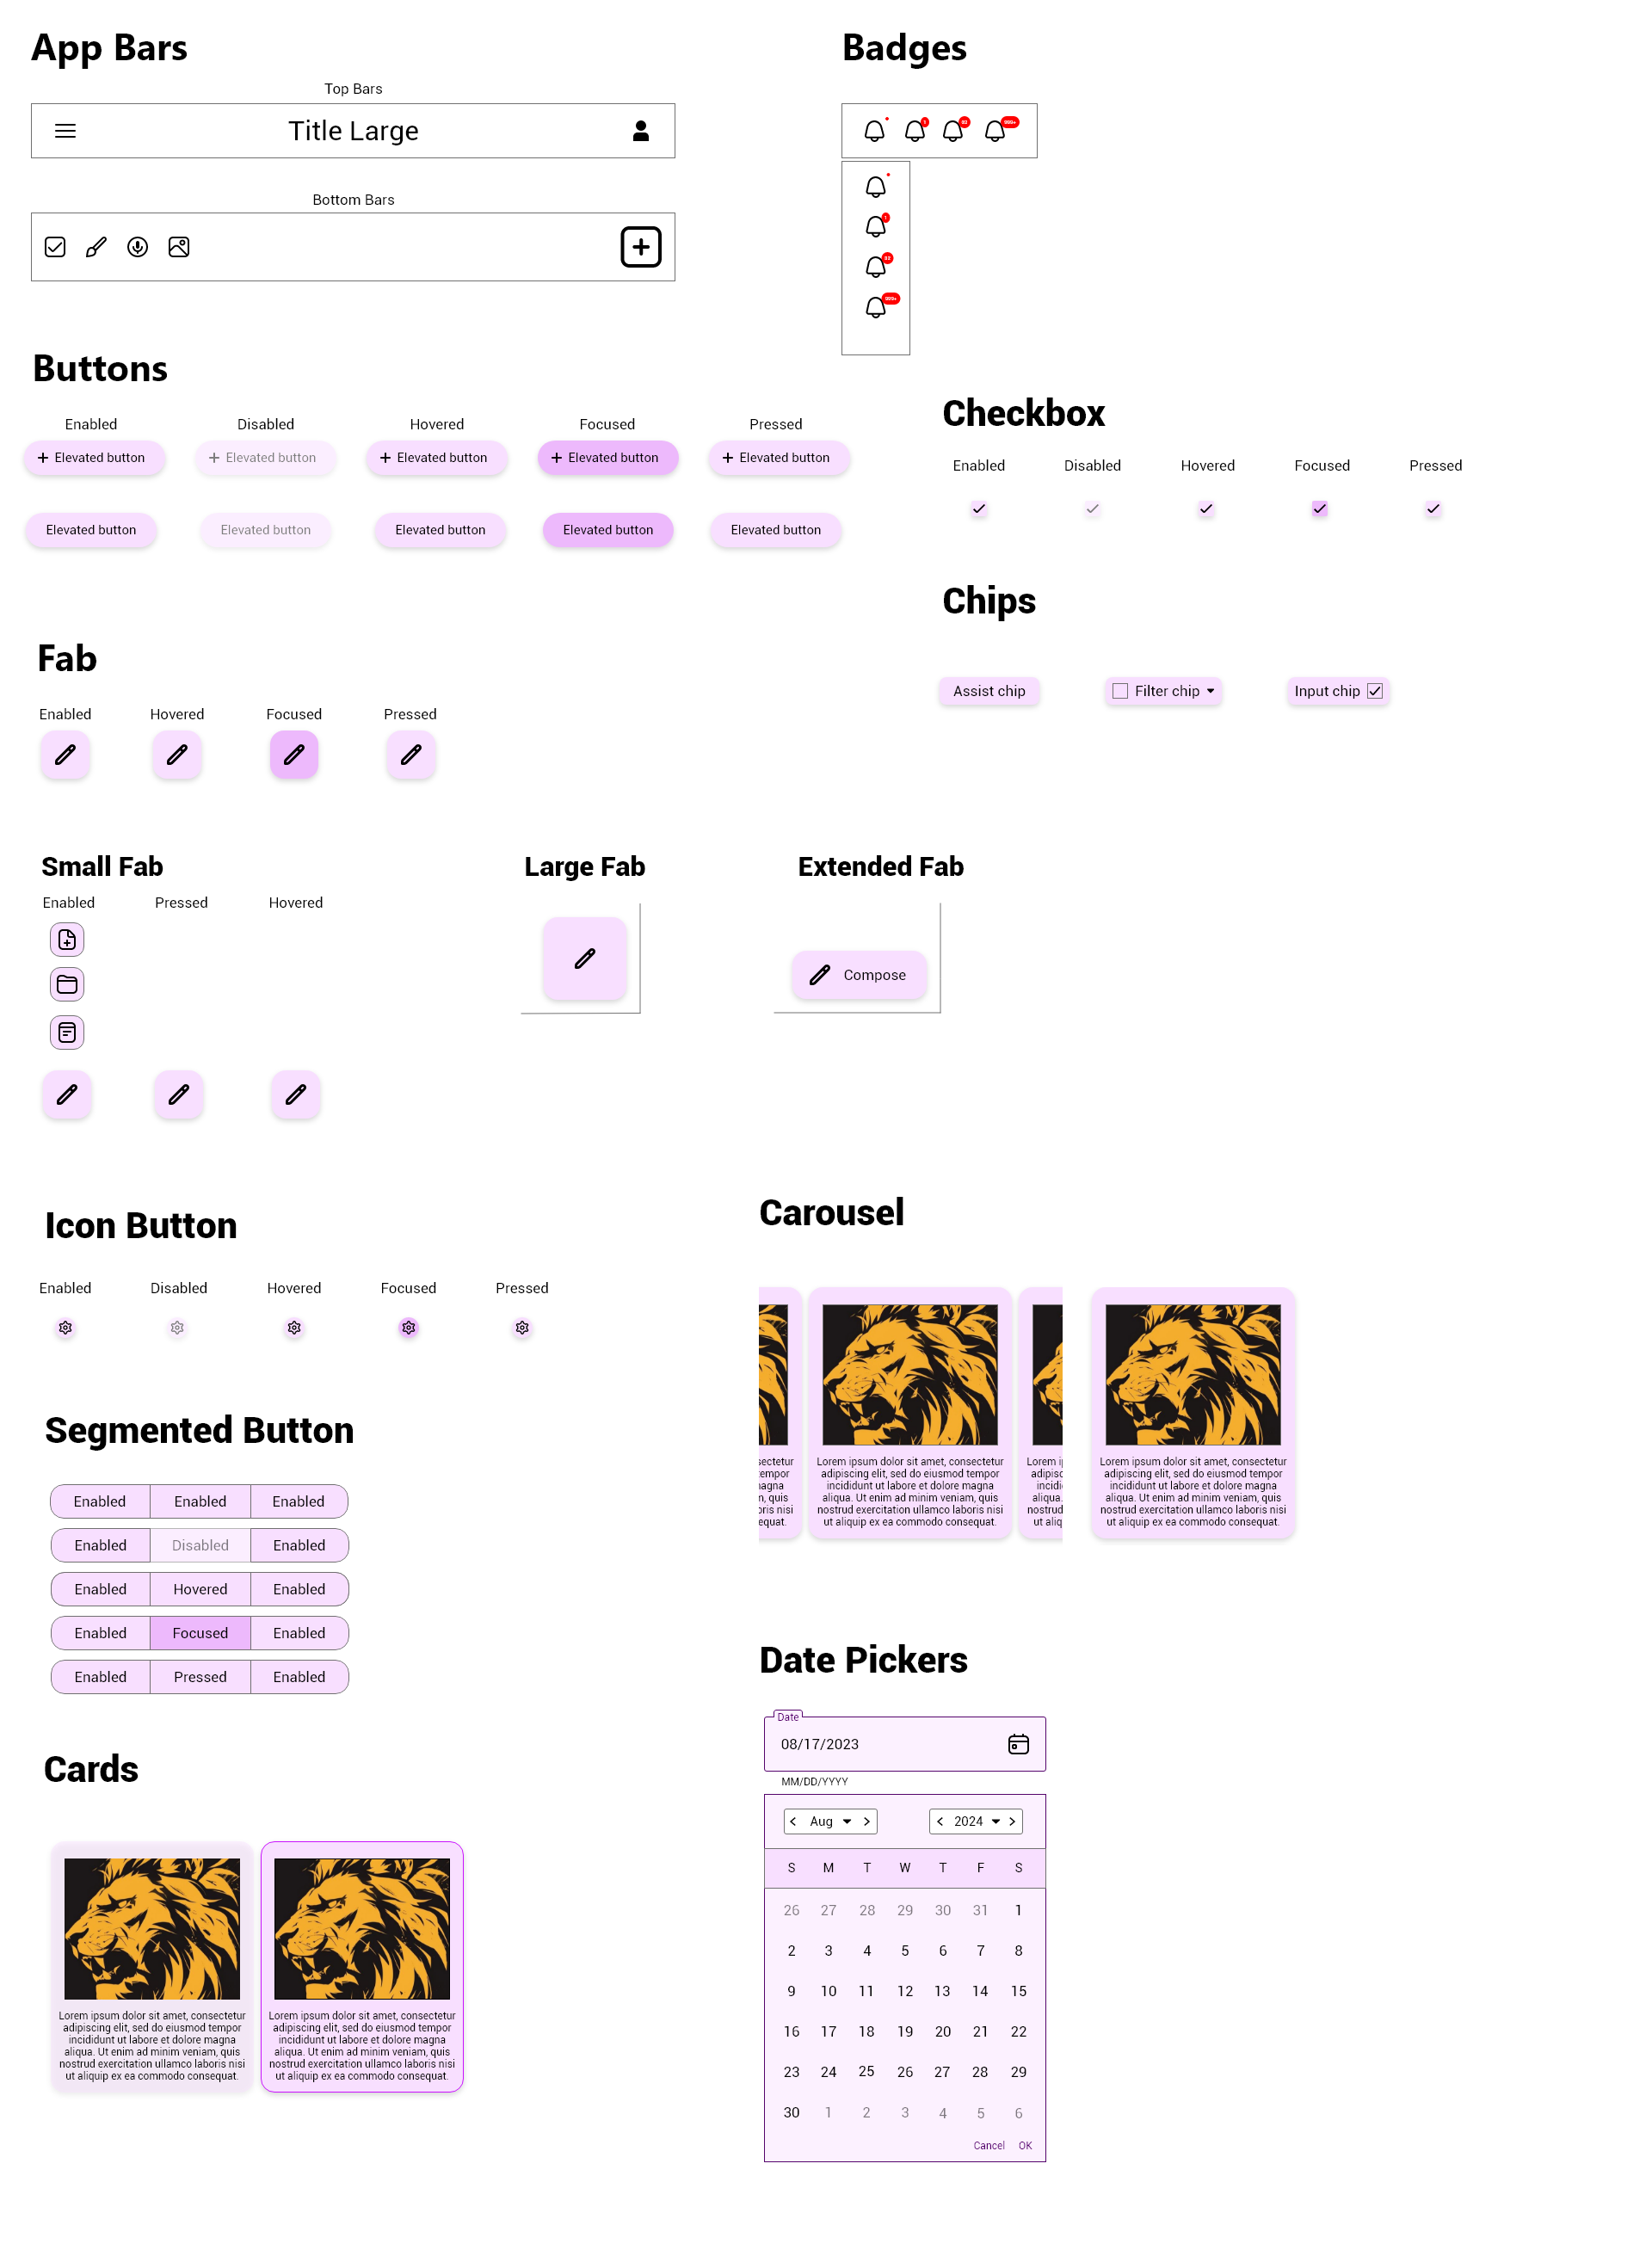 App Bars
Top Bars
Title Large
Bottom Bars
Badges
999+
1
999+
Buttons
Enabled
Disabled
Hovered
Focused
Pressed
Elevated button
Elevated button
Elevated button
Elevated button
Elevated button
Elevated button
Elevated button
Elevated button
Elevated button
Elevated button
Checkbox
Enabled
Disabled
Hovered
Focused
Pressed
Chips
Assist chip
Filter chip
Input chip
Fab
Enabled
Hovered
Focused
Pressed
Small Fab
Enabled
Pressed
Hovered
Large Fab
Extended Fab
Compose
Icon Button
Enabled
Disabled
Hovered
Focused
Pressed
Segmented Button
Enabled Enabled Enabled
Enabled Disabled Enabled
Enabled Hovered Enabled
Enabled Focused Enabled
Enabled Pressed Enabled
Cards
Lorem ipsum dolor sit amet, consectetur
adipiscing elit, sed do eiusmod tempor
incididunt ut labore et dolore magna
aliqua. Ut enim ad minim veniam, quis
nostrud exercitation ullamco laboris nisi
ut aliquip ex ea commodo consequat.
Lorem ipsum dolor sit amet, consectetur
adipiscing elit, sed do eiusmod tempor
incididunt ut labore et dolore magna
aliqua. Ut enim ad minim veniam, quis
nostrud exercitation ullamco laboris nisi
ut aliquip ex ea commodo consequat.
Carousel
sectetur
tempor
agna
n, quis
oris nisi
equat.
Lorem ipsum dolor sit amet, consectetur
adipiscing elit, sed do eiusmod tempor
incididunt ut labore et dolore magna
aliqua. Ut enim ad minim veniam, quis
nostrud exercitation ullamco laboris nisi
ut aliquip ex ea commodo consequat.
Lorem i
adipisc
incid
aliqua.
nostrud
ut aliq
Lorem ipsum dolor sit amet, consectetur
adipiscing elit, sed do eiusmod tempor
incididunt ut labore et dolore magna
aliqua. Ut enim ad minim veniam, quis
nostrud exercitation ullamco laboris nisi
ut aliquip ex ea commodo consequat.
Date Pickers
Date
08/17/2023
MM/DD/YYYY
Aug 2024
S M T W T F S
26 27 28 29 30 31 1
2 3 4 5 6 7 8
9 10 11 12 13 14 15
16 17 18 19 20 21 22
23 24 25 26 27 28 29
30 1 2 3 4 5 6
Cancel OK